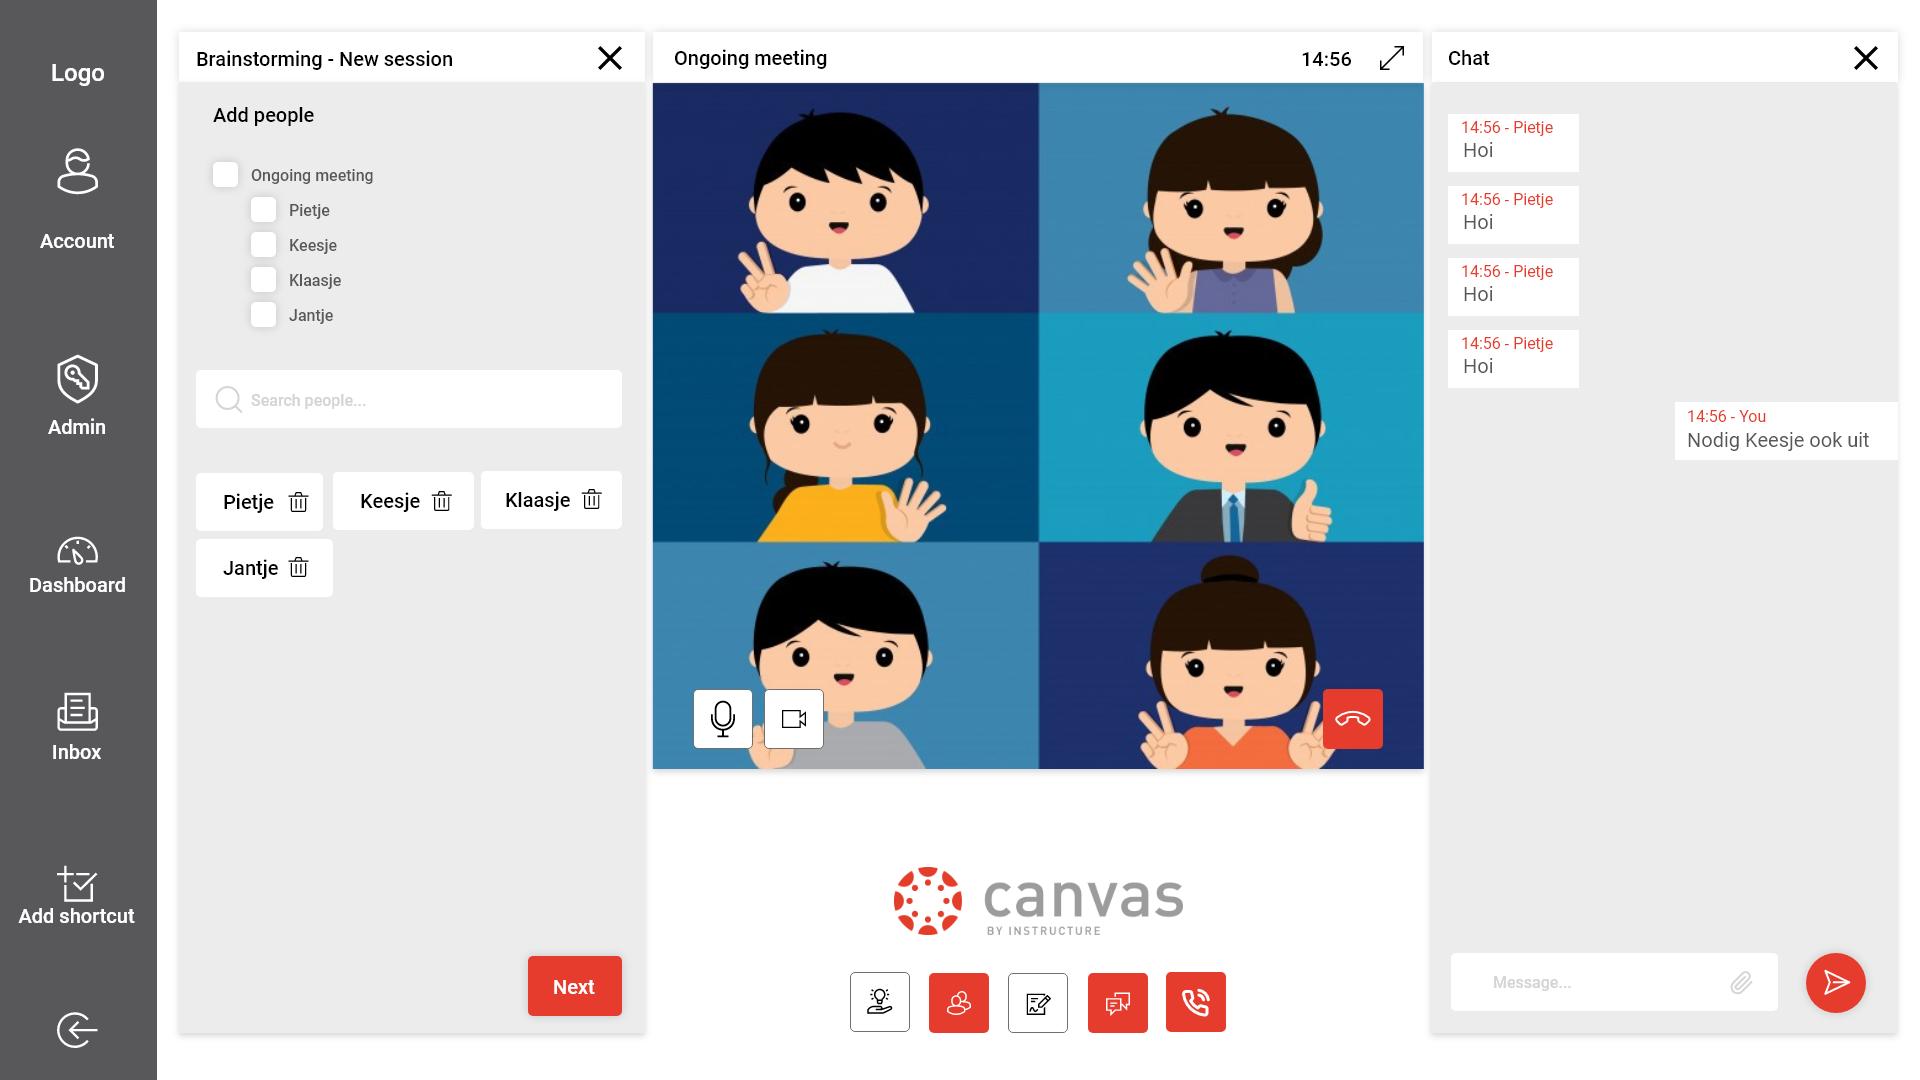 Logo
Account
Admin
Dashboard
Inbox
Add shortcut
Brainstorming - New session
Add people
Ongoing meeting
Pietje
Keesje
Klaasje
Jantje
Search people...
Pietje
Keesje
Klaasje
Jantje
Next
Ongoing meeting
14:56
canvas
BY INSTRUCTURE
Chat
14:56 - Pietje
Hoi
14:56 - Pietje
Hoi
14:56 - Pietje
Hoi
14:56 - Pietje
Hoi
14:56 - You
Nodig Keesje ook uit
Message...